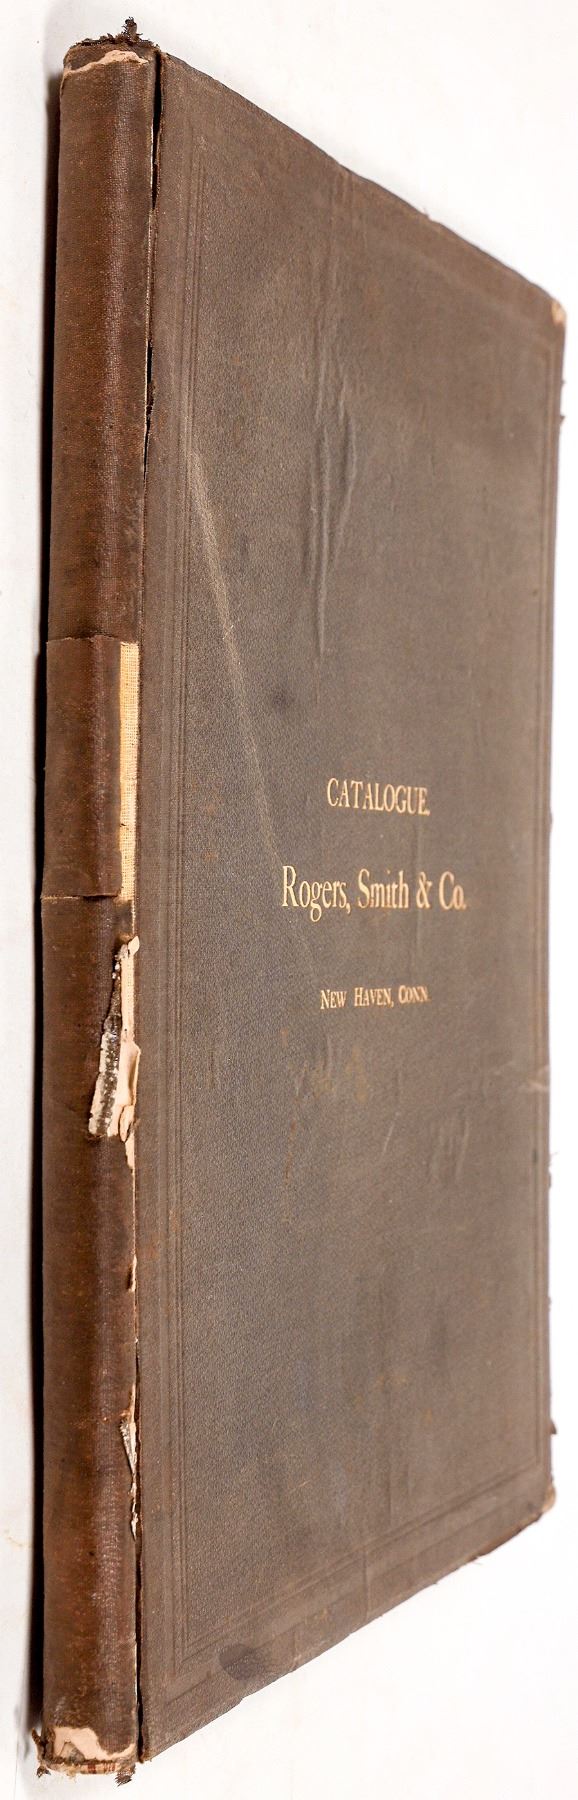 CATALOGUE.
Rogers, Smith & Co.
NEW HAVEN, CONN.